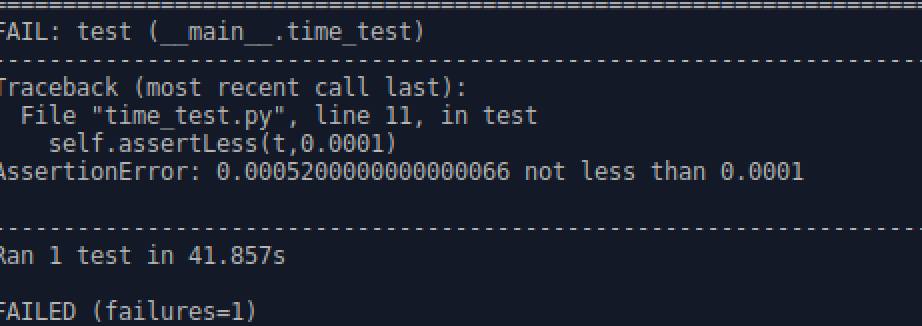 ======================================================================
FAIL: test (__main__.time_test)
----------------------------------------------------------------------
Traceback (most recent call last):
  File "time_test.py", line 11, in test
    self.assertLess(t,0.0001)
AssertionError: 0.0005200000000000066 not less than 0.0001

----------------------------------------------------------------------
Ran 1 test in 41.857s

FAILED (failures=1)